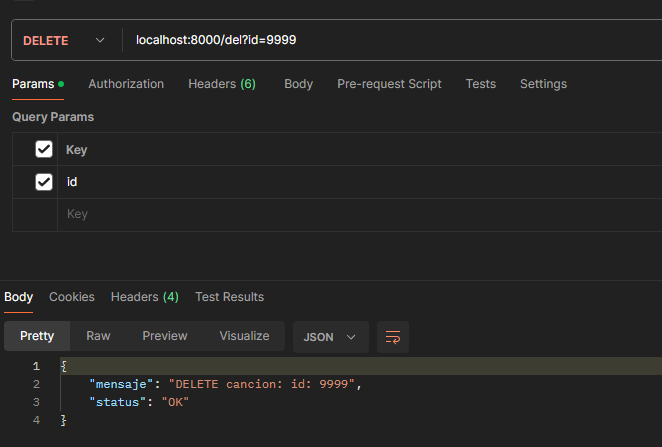 DELETE localhost:8000/del?id=9999
Params Authorization Headers (6) Body Pre-request Script Tests Settings
Query Params
Key
id
Key
Body Cookies Headers (4) Test Results
Pretty Raw Preview Visualize JSON
1 {
2 "mensaje": "DELETE cancion: id: 9999",
3 "status": "OK"
4 }